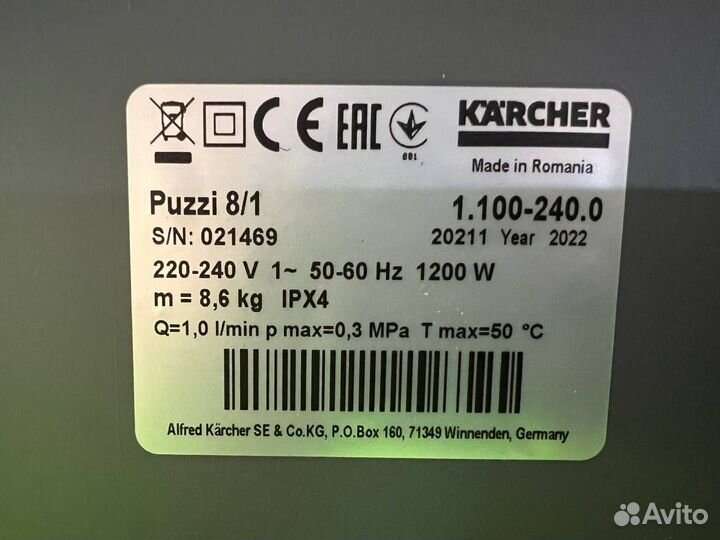 CE EAC KÄRCHER
001
Made in Romania
Puzzi 8/1 1.100-240.0
S/N: 021469 20211 Year 2022
220-240 V 1~ 50-60 Hz 1200 W
m = 8,6 kg IPX4
Q=1,0 l/min p max=0,3 MPa T max=50 °C
Alfred Kärcher SE & Co.KG, P.O.Box 160, 71349 Winnenden, Germany
Avito